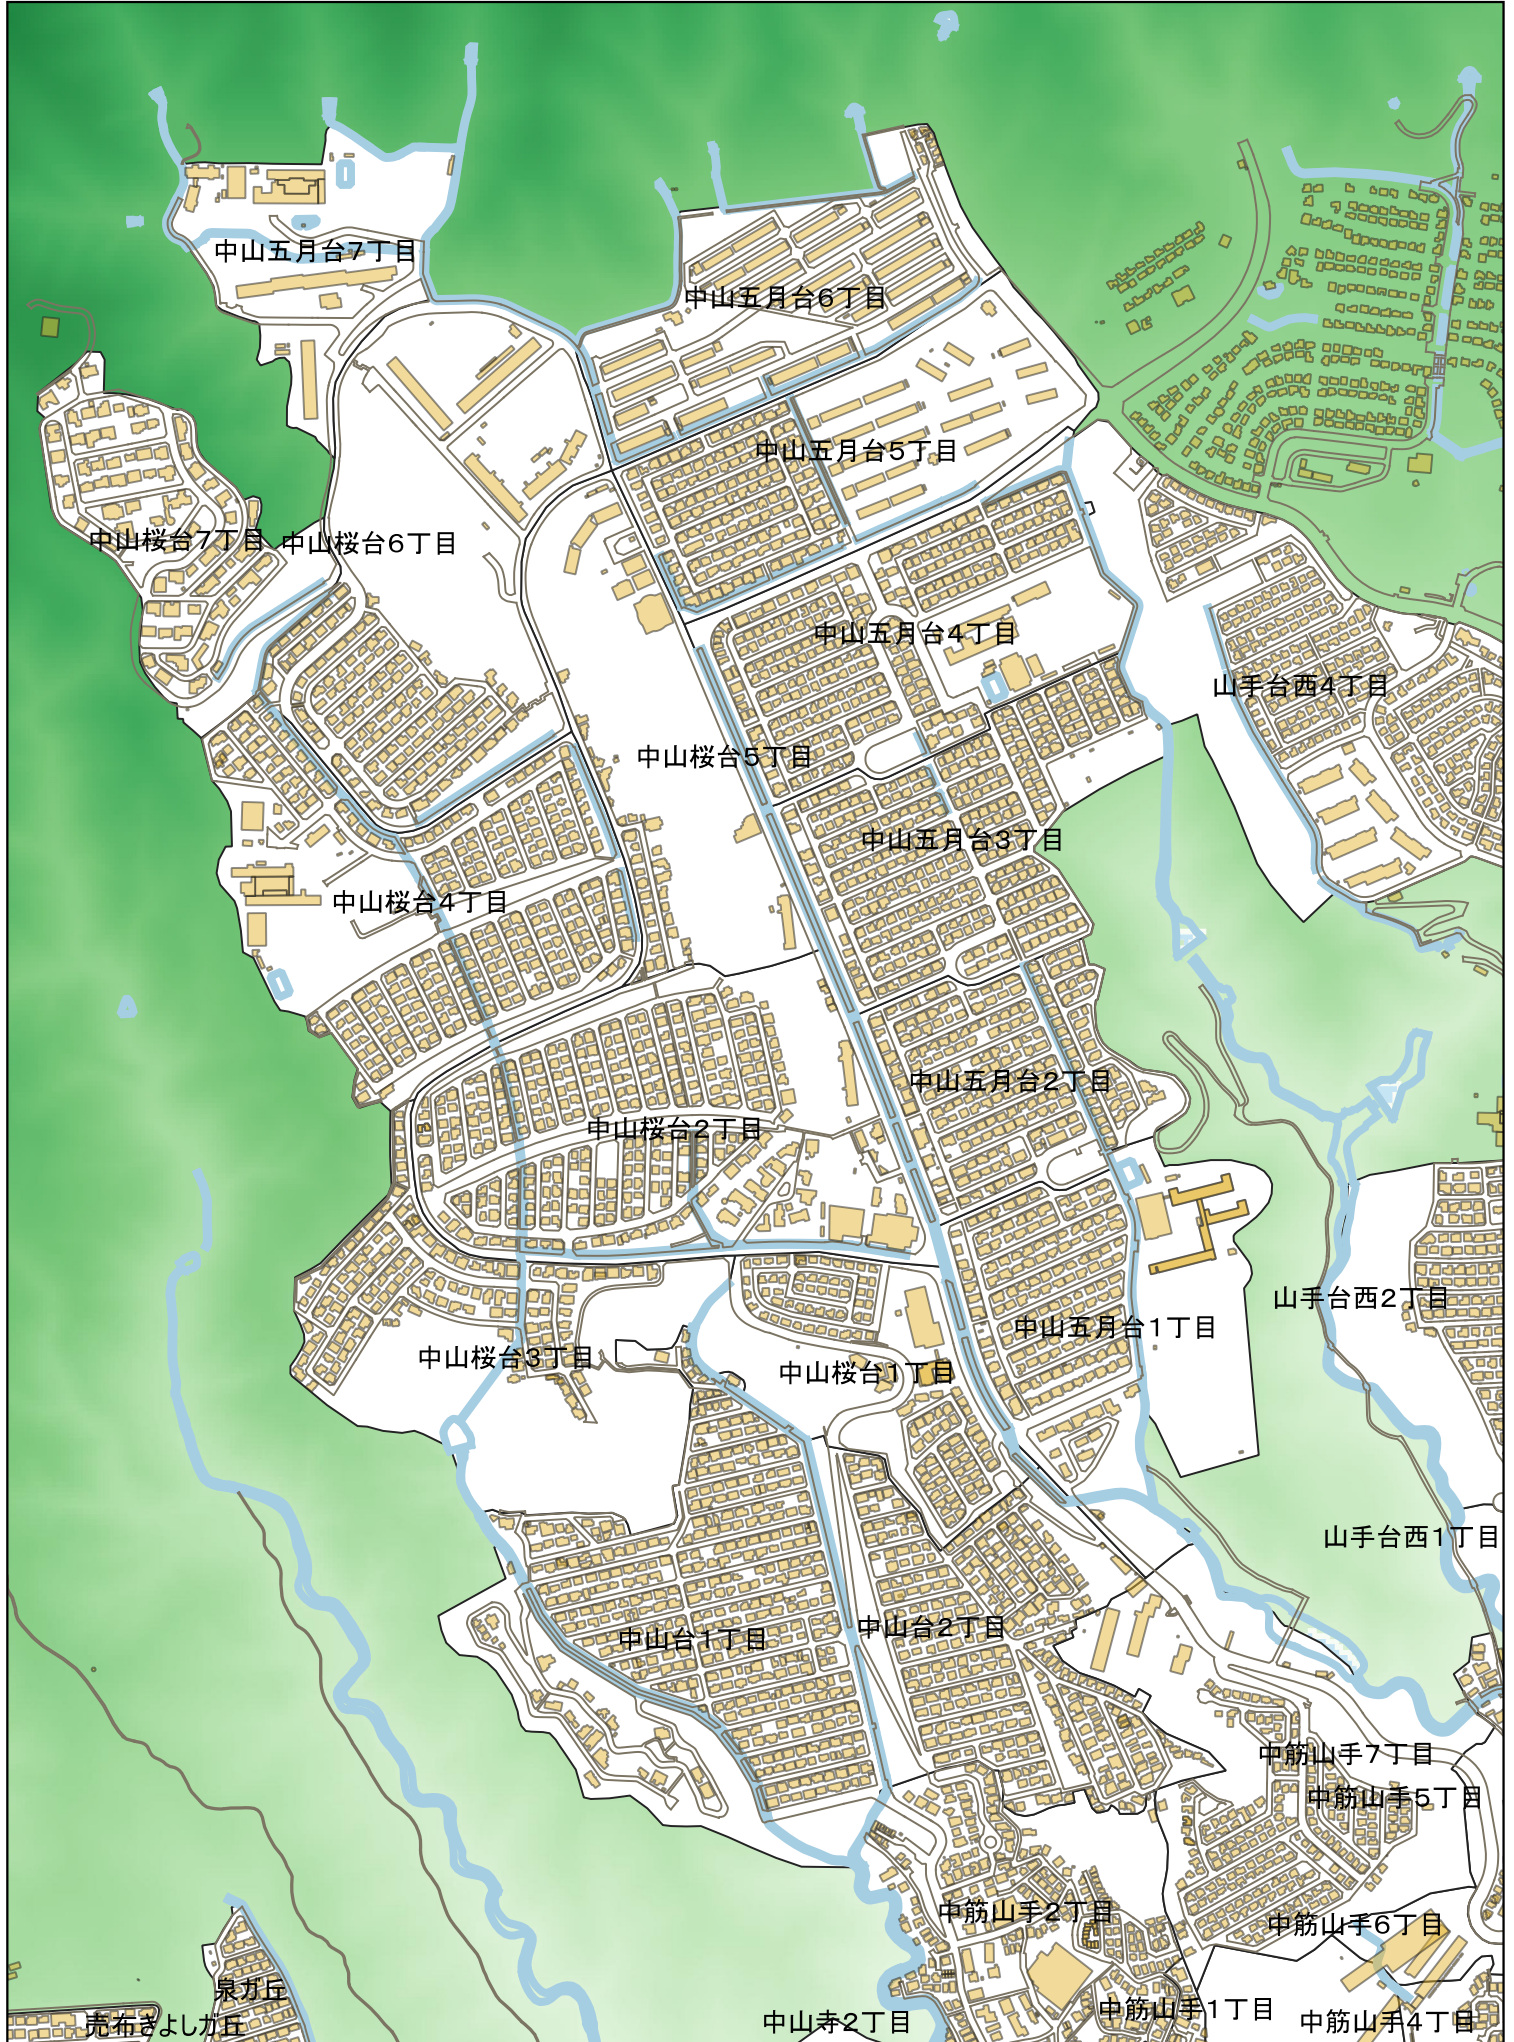 中山五月台7丁目
中山五月台6丁目
中山五月台5丁目
中山桜台7丁目
中山桜台6丁目
中山五月台4丁目
山手台西4丁目
中山桜台5丁目
中山五月台3丁目
中山桜台4丁目
中山五月台2丁目
中山桜台2丁目
山手台西2丁目
中山五月台1丁目
中山桜台3丁目
中山桜台1丁目
山手台西1丁目
中山台2丁目
中山台1丁目
中筋山手7丁目
中筋山手5丁目
中筋山手2丁目
中筋山手6丁目
泉ガ丘
中筋山手1丁目
中山寺2丁目
中筋山手4丁目
売布きよしガ丘